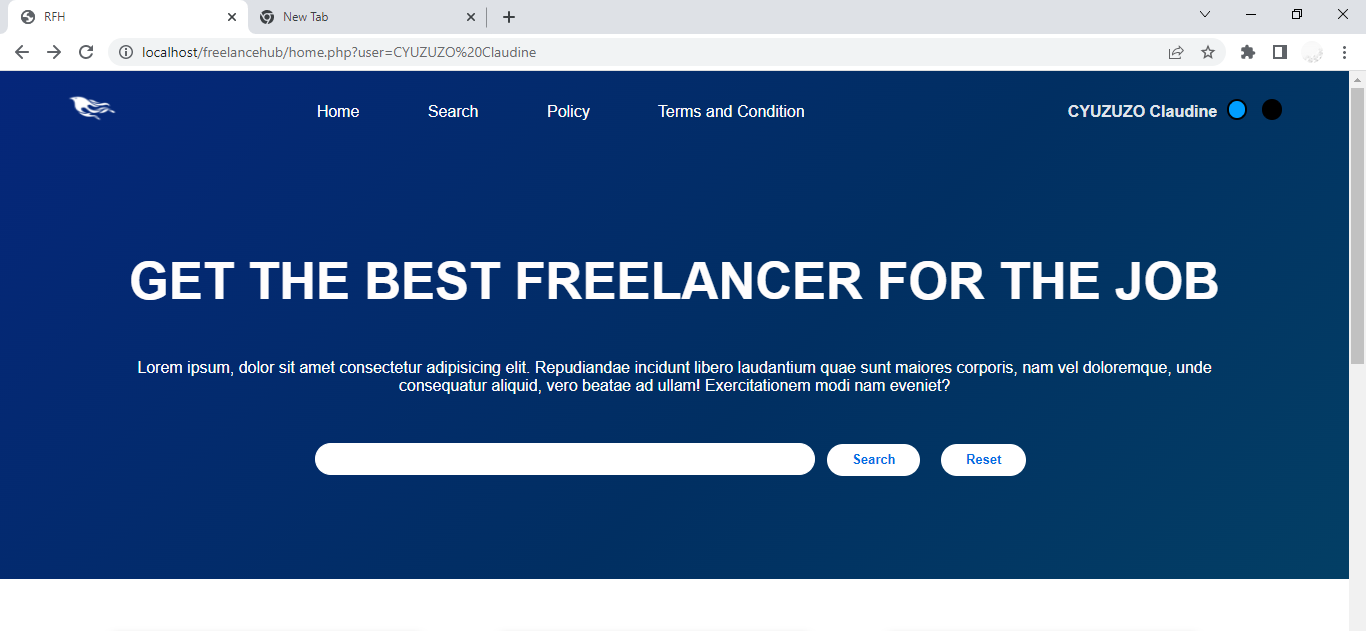 RFH
New Tab
localhost/freelancehub/home.php?user=CYUZUZO%20Claudine
Home Search Policy Terms and Condition CYUZUZO Claudine
GET THE BEST FREELANCER FOR THE JOB
Lorem ipsum, dolor sit amet consectetur adipisicing elit. Repudiandae incidunt libero laudantium quae sunt maiores corporis, nam vel doloremque, unde
consequatur aliquid, vero beatae ad ullam! Exercitationem modi nam eveniet?
Search Reset